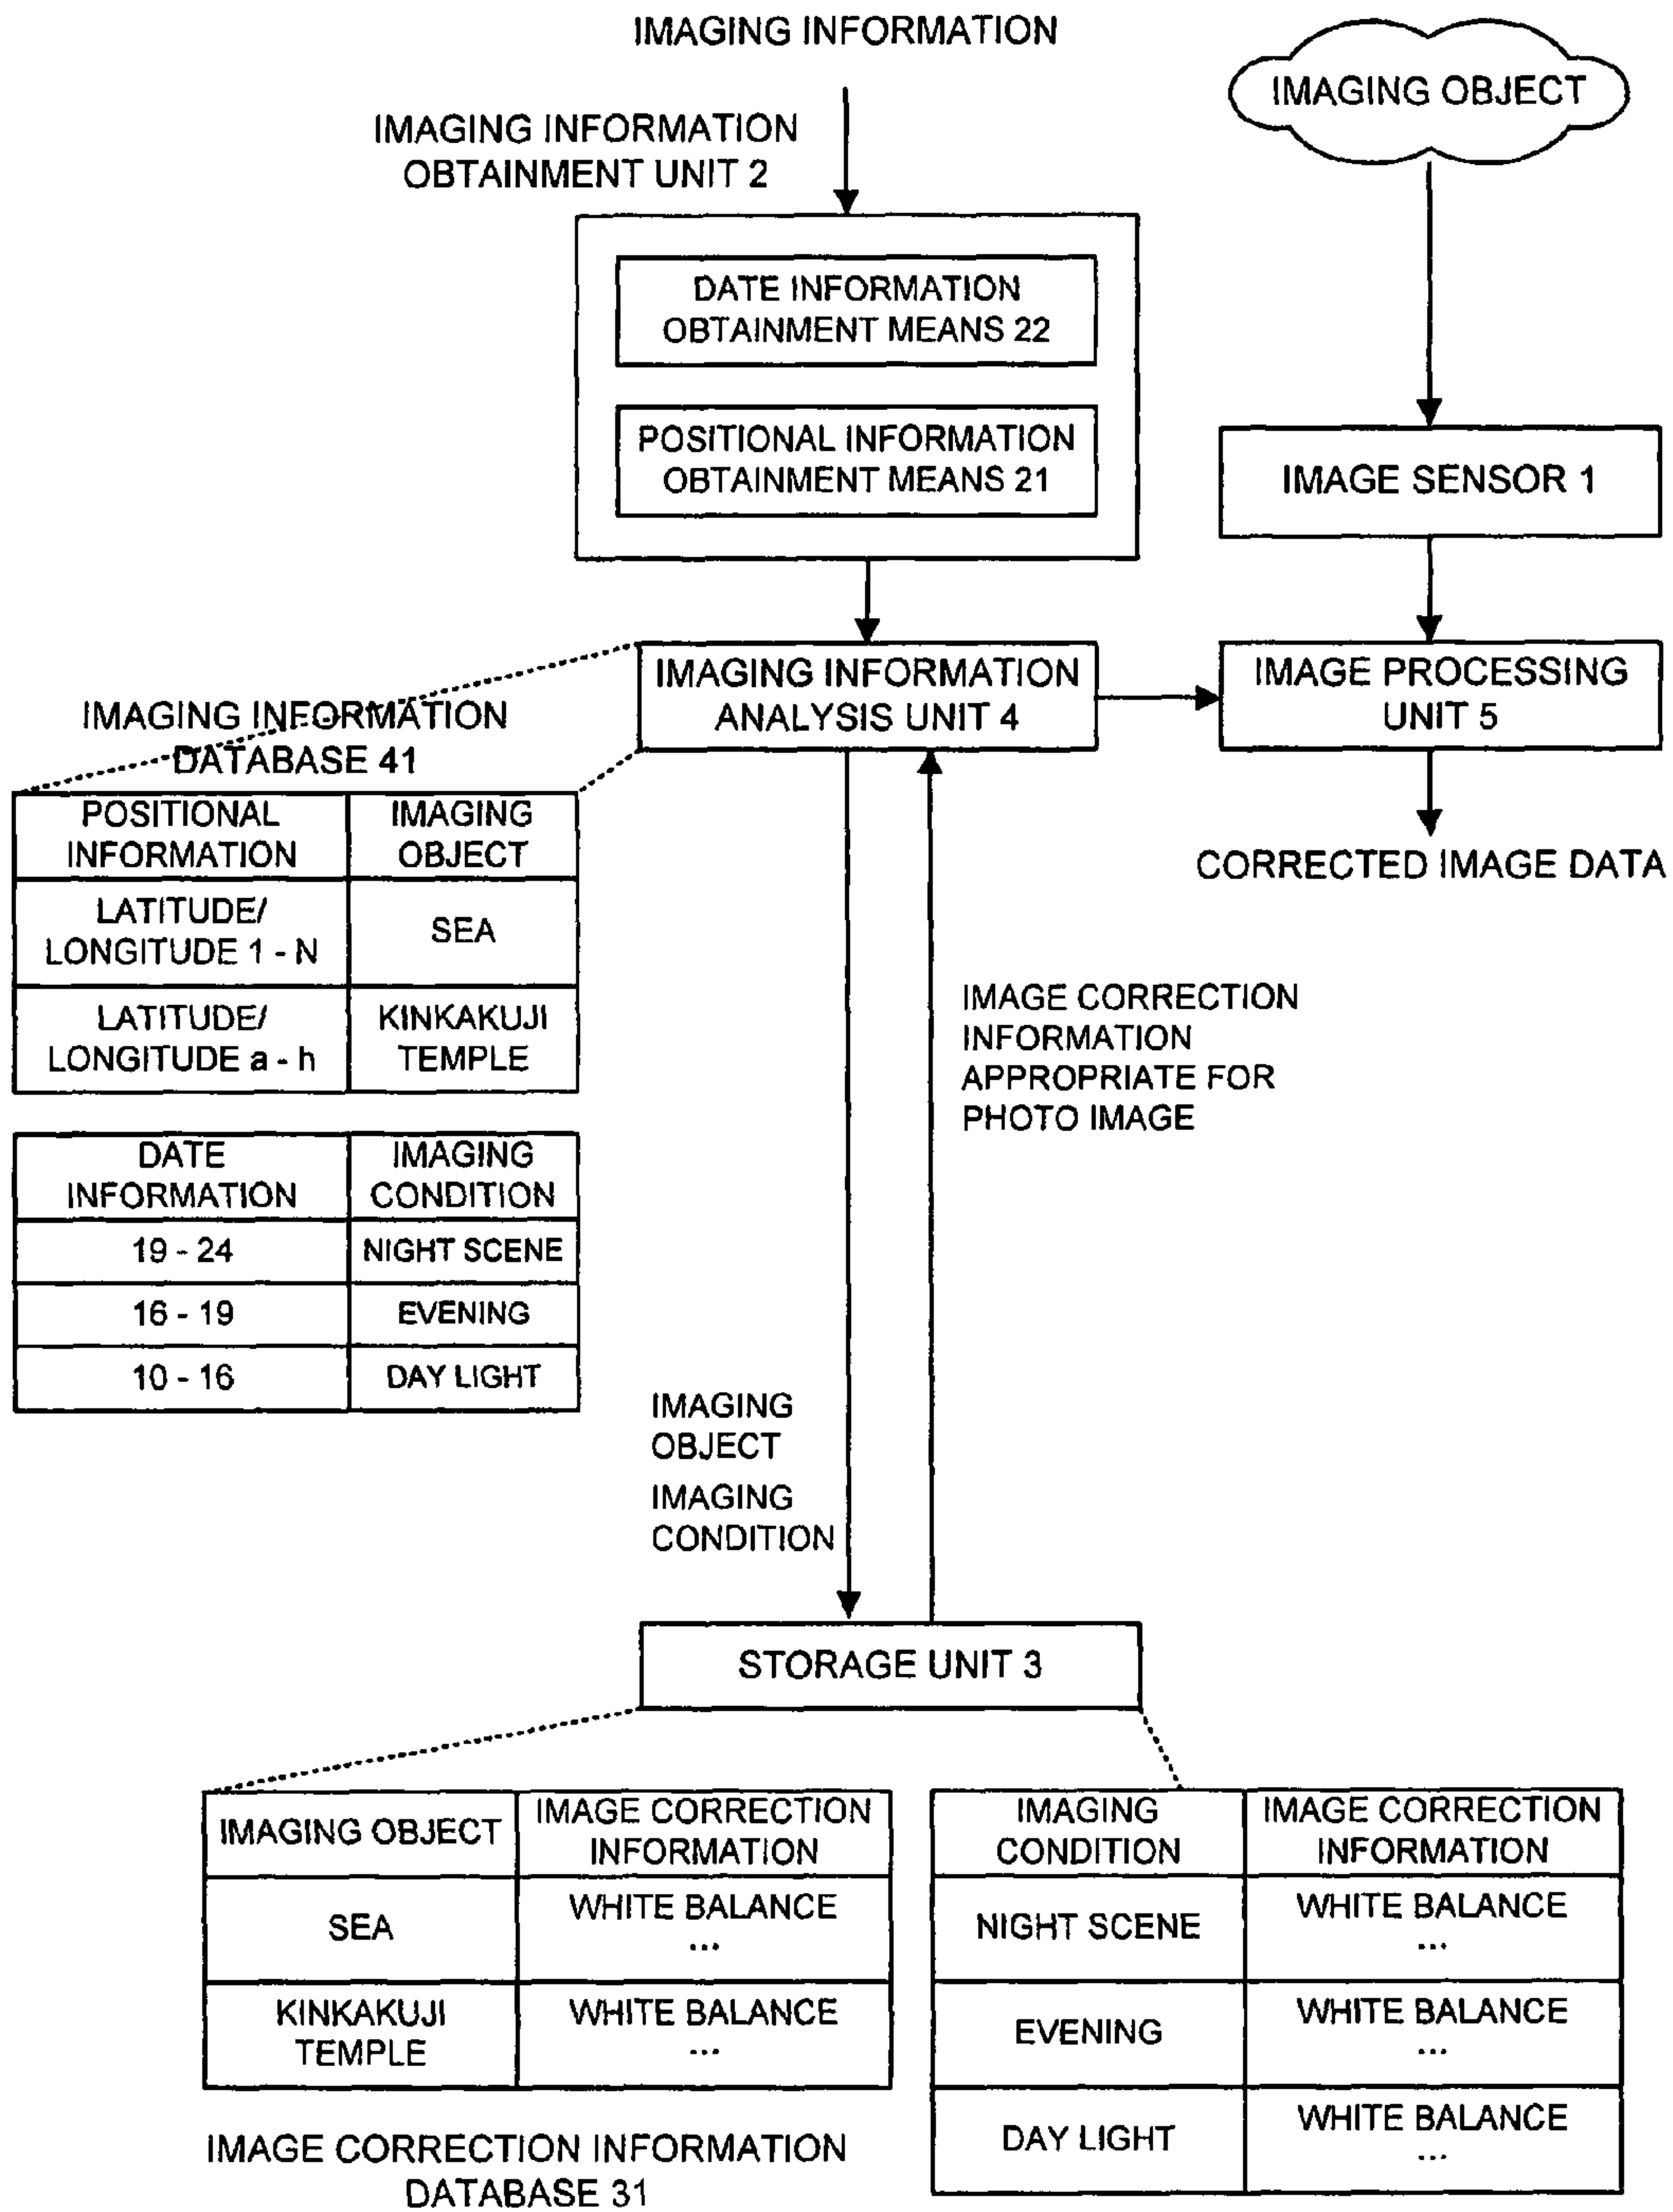 IMAGING INFORMATION
IMAGING OBJECT
IMAGING INFORMATION
OBTAINMENT UNIT 2
DATE INFORMATION
OBTAINMENT MEANS 22
POSITIONAL INFORMATION
OBTAINMENT MEANS 21
IMAGE SENSOR 1
IMAGING INFORMATION
ANALYSIS UNIT 4
IMAGE PROCESSING
UNIT 5
CORRECTED IMAGE DATA
IMAGING INFORMATION
DATABASE 41
POSITIONAL
INFORMATION
IMAGING
OBJECT
LATITUDE/
LONGITUDE 1 - N
SEA
LATITUDE/
LONGITUDE a - h
KINKAKUJI
TEMPLE
DATE
INFORMATION
IMAGING
CONDITION
19 - 24
NIGHT SCENE
16 - 19
EVENING
10 - 16
DAY LIGHT
IMAGE CORRECTION
INFORMATION
APPROPRIATE FOR
PHOTO IMAGE
IMAGING
OBJECT
IMAGING
CONDITION
STORAGE UNIT 3
IMAGING OBJECT
IMAGE CORRECTION
INFORMATION
SEA
WHITE BALANCE
...
KINKAKUJI
TEMPLE
WHITE BALANCE
...
IMAGING
CONDITION
IMAGE CORRECTION
INFORMATION
NIGHT SCENE
WHITE BALANCE
...
EVENING
WHITE BALANCE
...
DAY LIGHT
WHITE BALANCE
...
IMAGE CORRECTION INFORMATION
DATABASE 31